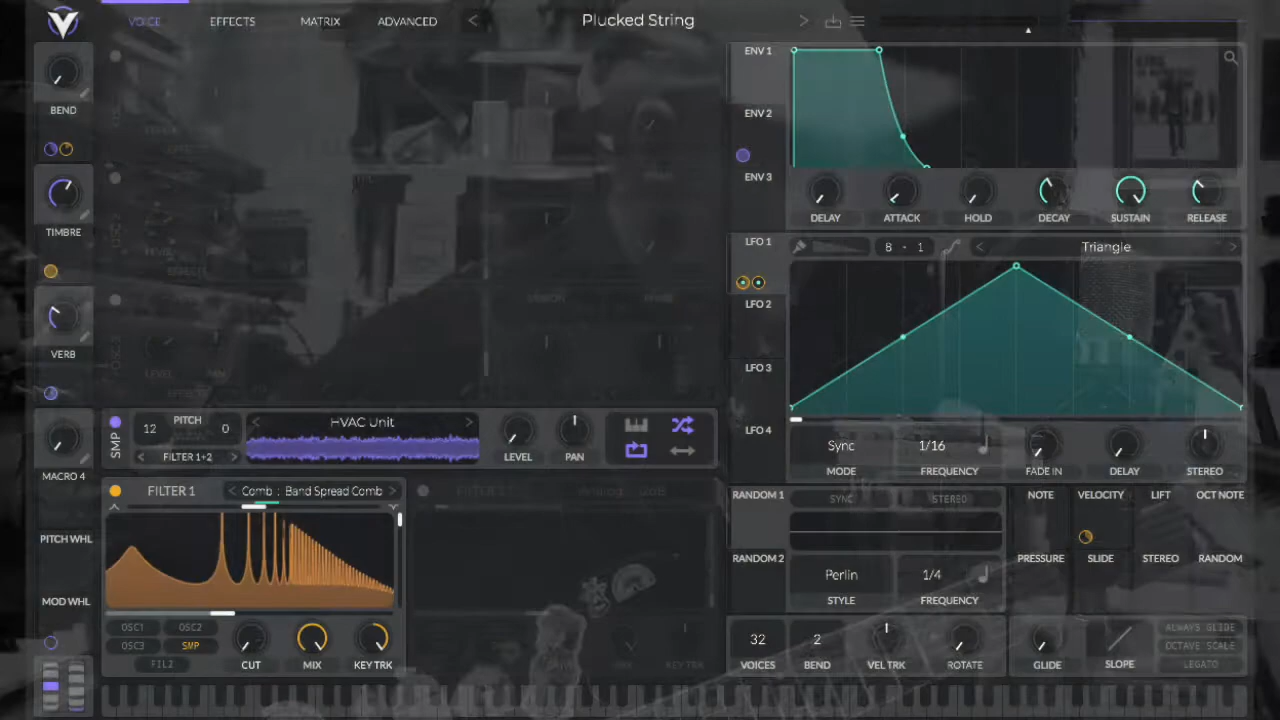 VOICE EFFECTS MATRIX ADVANCED Plucked String
BEND
TIMBRE
VERB
MACRO 4
PITCH WHL
MOD WHL
SMP
12 PITCH 0
FILTER 1+2
HVAC Unit
LEVEL PAN
FILTER 1 Comb : Band Spread Comb
OSC1 OSC2
OSC3 SMP
FIL2
CUT MIX KEY TRK
ENV 1
ENV 2
ENV 3
DELAY ATTACK HOLD DECAY SUSTAIN RELEASE
LFO 1
LFO 2
LFO 3
LFO 4
8 - 1 Triangle
Sync 1/16
MODE FREQUENCY FADE IN DELAY STEREO
RANDOM 1 SYNC STEREO
RANDOM 2
Perlin 1/4
STYLE FREQUENCY
NOTE VELOCITY LIFT OCT NOTE
PRESSURE SLIDE STEREO RANDOM
32 2
VOICES BEND VEL TRK ROTATE
GLIDE SLOPE
ALWAYS GLIDE
OCTAVE SCALE
LEGATO